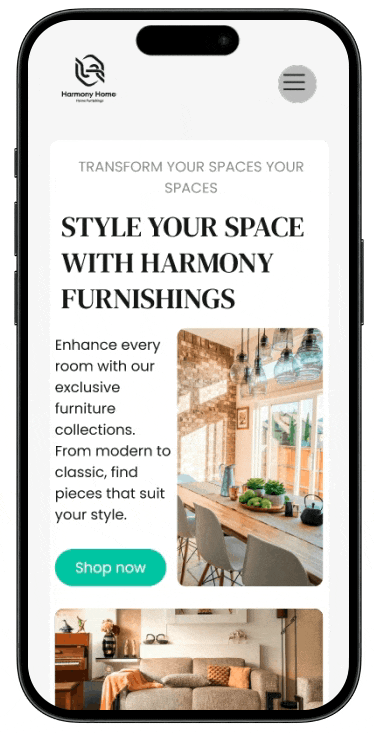 Harmony Home
Home Furnishings
TRANSFORM YOUR SPACES YOUR
SPACES
STYLE YOUR SPACE
WITH HARMONY
FURNISHINGS
Enhance every
room with our
exclusive
furniture
collections.
From modern to
classic, find
pieces that suit
your style.
Shop now